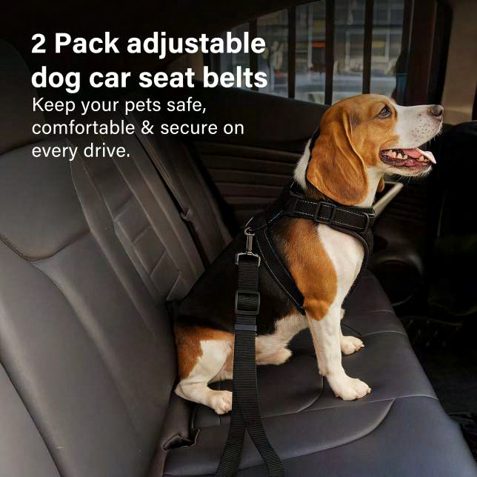 2 Pack adjustable
dog car seat belts
Keep your pets safe,
comfortable & secure on
every drive.